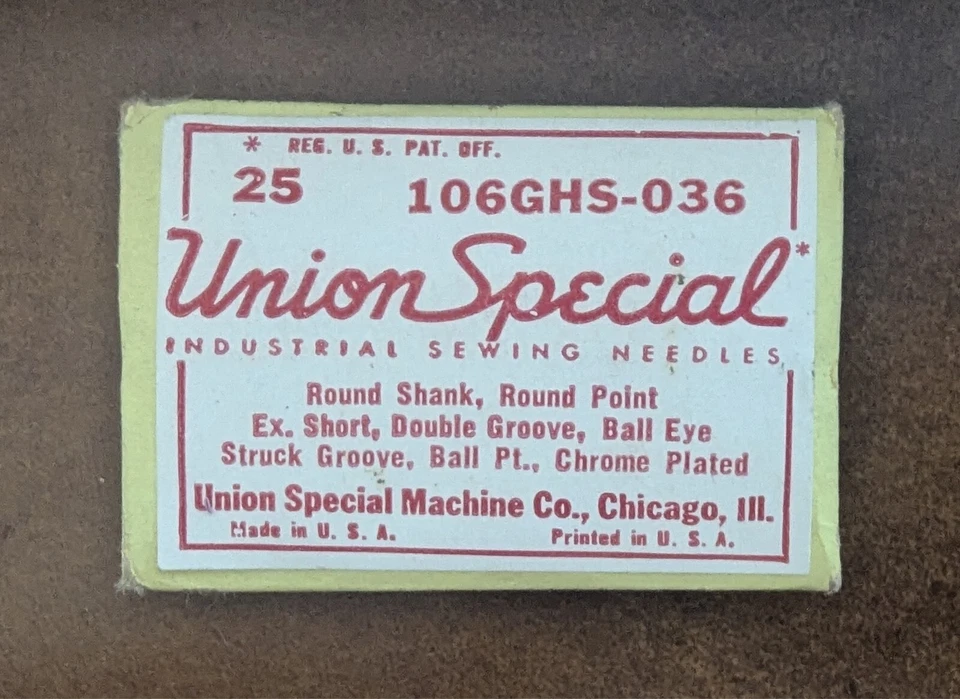 * REG. U. S. PAT. OFF.
25 106GHS-036
Union Special*
INDUSTRIAL SEWING NEEDLES
Round Shank, Round Point
Ex. Short, Double Groove, Ball Eye
Struck Groove, Ball Pt., Chrome Plated
Union Special Machine Co., Chicago, Ill.
Made in U. S. A. Printed in U. S. A.